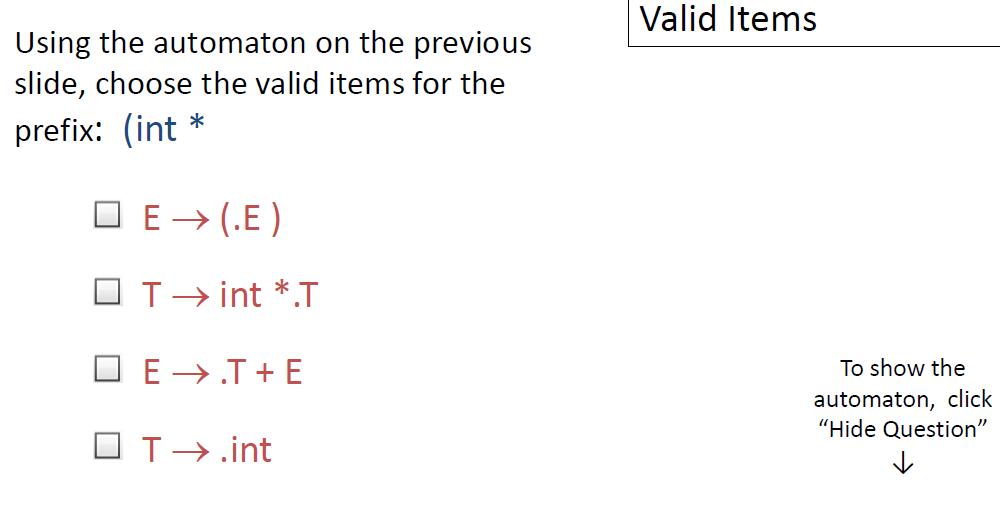 Valid Items
Using the automaton on the previous
slide, choose the valid items for the
prefix: (int *
E → (.E )
T → int *.T
E → .T + E
T → .int
To show the
automaton, click
“Hide Question”
↓